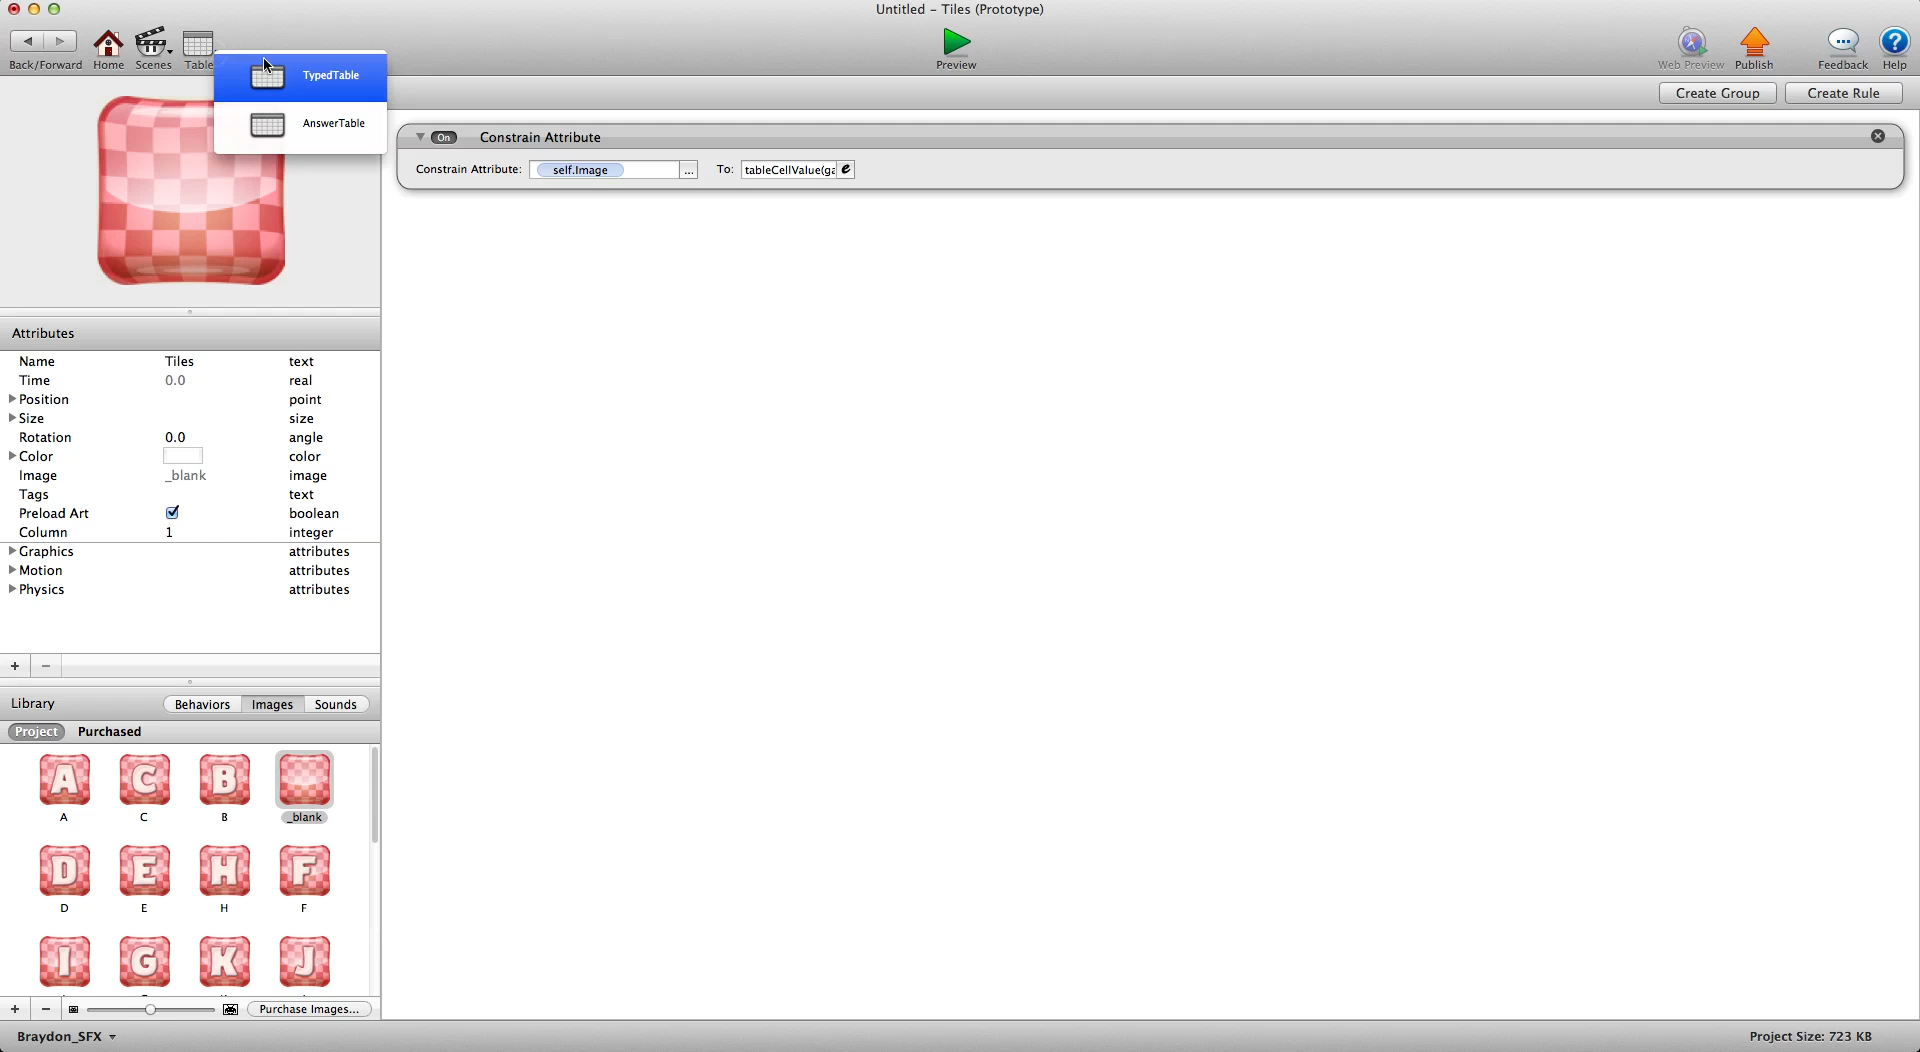 Untitled – Tiles (Prototype)
Back/Forward
Home
Scenes
Table
Preview
Web Preview
Publish
Feedback
Help
TypedTable
AnswerTable
Create Group
Create Rule
On
Constrain Attribute
Constrain Attribute:
self.Image
...
To:
tableCellValue(ga
e
Attributes
Name Tiles text
Time 0.0 real
Position point
Size size
Rotation 0.0 angle
Color color
Image _blank image
Tags text
Preload Art boolean
Column 1 integer
Graphics attributes
Motion attributes
Physics attributes
+ −
Library
Behaviors
Images
Sounds
Project
Purchased
A C B
A C B _blank
D E H F
D E H F
I G K J
+ −
Purchase Images...
Braydon_SFX
Project Size: 723 KB